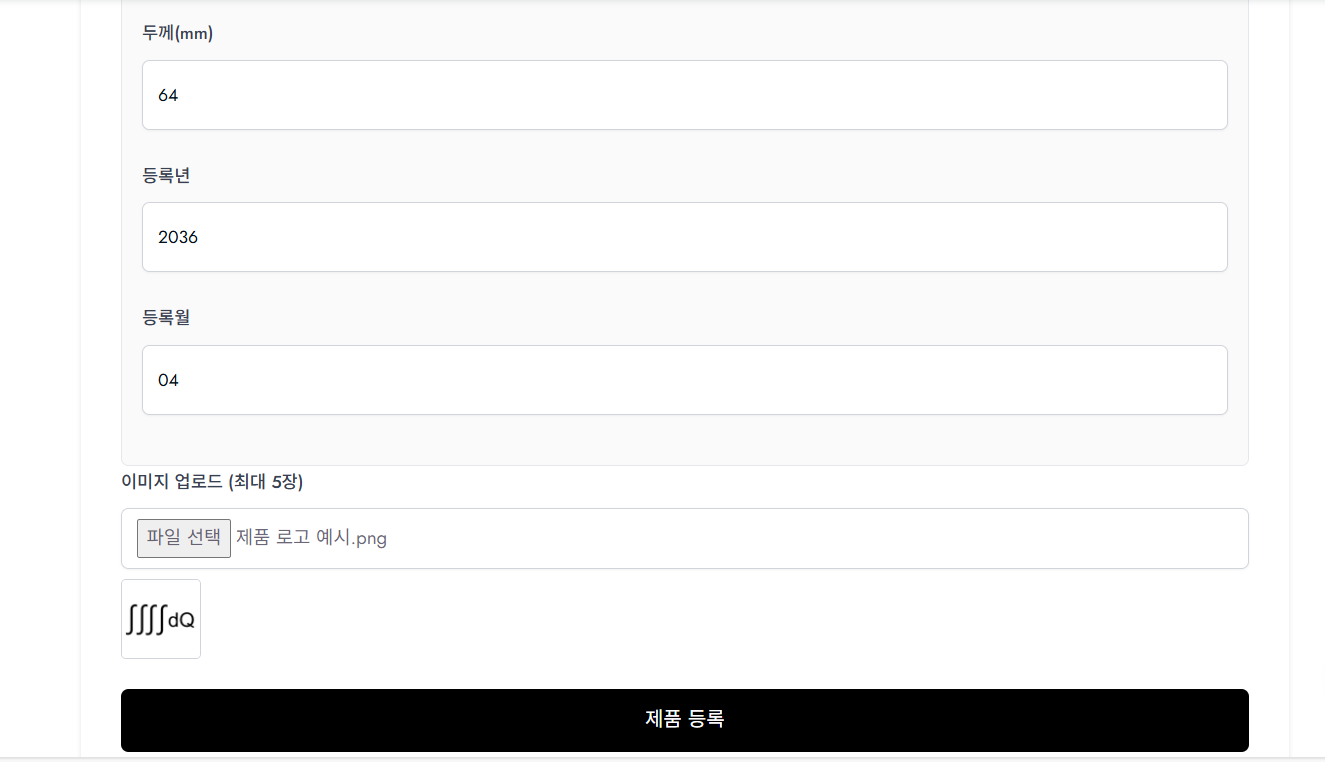 두께(mm)
64
등록년
2036
등록월
04
이미지 업로드 (최대 5장)
파일 선택 제품 로고 예시.png
∫∫∫∫dQ
제품 등록